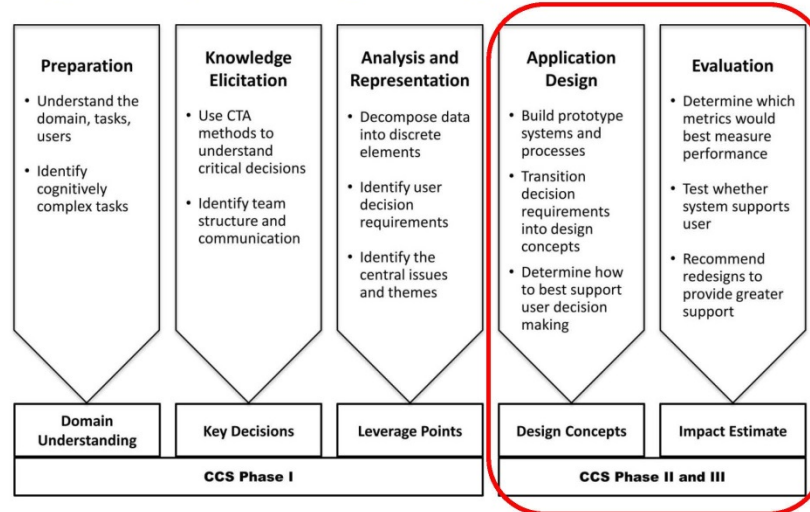 Preparation
• Understand the
domain, tasks,
users
• Identify
cognitively
complex tasks
Domain
Understanding
Knowledge
Elicitation
• Use CTA
methods to
understand
critical decisions
• Identify team
structure and
communication
Key Decisions
Analysis and
Representation
• Decompose data
into discrete
elements
• Identify user
decision
requirements
• Identify the
central issues
and themes
Leverage Points
CCS Phase I
Application
Design
• Build prototype
systems and
processes
• Transition
decision
requirements
into design
concepts
• Determine how
to best support
user decision
making
Design Concepts
Evaluation
• Determine which
metrics would
best measure
performance
• Test whether
system supports
user
• Recommend
redesigns to
provide greater
support
Impact Estimate
CCS Phase II and III